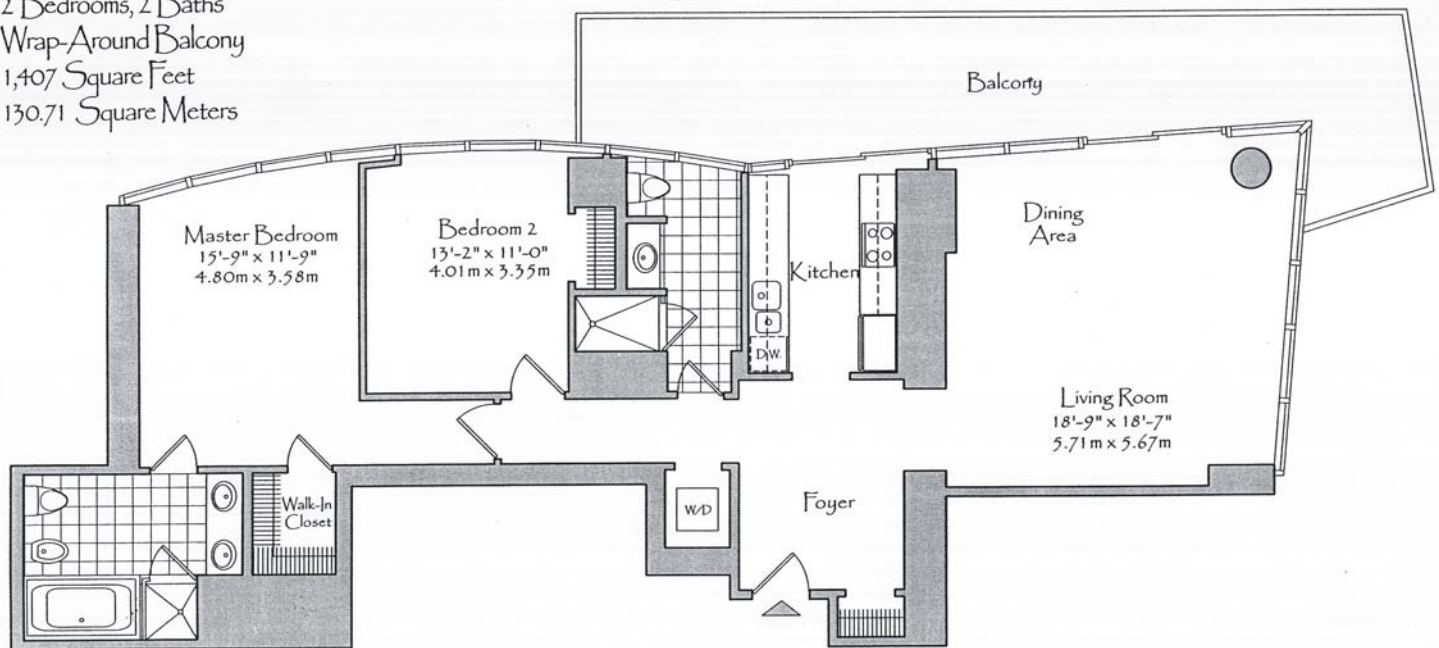 2 Bedrooms, 2 Baths
Wrap-Around Balcony
1,407 Square Feet
130.71 Square Meters
Balcony
Master Bedroom
15'-9" x 11'-9"
4.80m x 3.58m
Bedroom 2
13'-2" x 11'-0"
4.01m x 3.35m
Kitchen
D.W.
Dining
Area
Living Room
18'-9" x 18'-7"
5.71m x 5.67m
Walk-In
Closet
W/D
Foyer